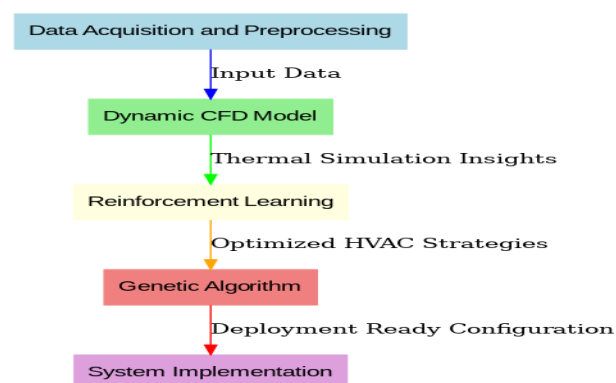 Data Acquisition and Preprocessing
Input Data
Dynamic CFD Model
Thermal Simulation Insights
Reinforcement Learning
Optimized HVAC Strategies
Genetic Algorithm
Deployment Ready Configuration
System Implementation